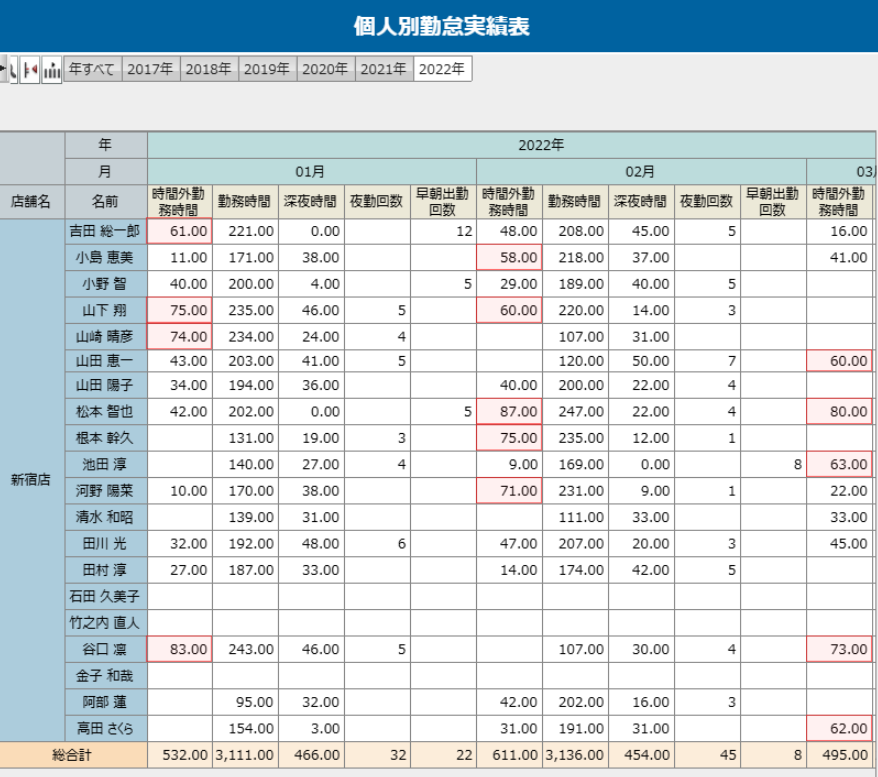 個人別勤怠実績表
年すべて 2017年 2018年 2019年 2020年 2021年 2022年
年 2022年
月 01月 02月 03月
店舗名 名前 時間外勤務時間 勤務時間 深夜時間 夜勤回数 早朝出勤回数 時間外勤務時間 勤務時間 深夜時間 夜勤回数 早朝出勤回数 時間外勤務時間
新宿店
吉田 総一郎 61.00 221.00 0.00 12 48.00 208.00 45.00 5 16.00
小島 恵美 11.00 171.00 38.00 58.00 218.00 37.00 41.00
小野 智 40.00 200.00 4.00 5 29.00 189.00 40.00 5
山下 翔 75.00 235.00 46.00 5 60.00 220.00 14.00 3
山崎 晴彦 74.00 234.00 24.00 4 107.00 31.00
山田 恵一 43.00 203.00 41.00 5 120.00 50.00 7 60.00
山田 陽子 34.00 194.00 36.00 40.00 200.00 22.00 4
松本 智也 42.00 202.00 0.00 5 87.00 247.00 22.00 4 80.00
根本 幹久 131.00 19.00 3 75.00 235.00 12.00 1
池田 淳 140.00 27.00 4 9.00 169.00 0.00 8 63.00
河野 陽菜 10.00 170.00 38.00 71.00 231.00 9.00 1 22.00
清水 和昭 139.00 31.00 111.00 33.00 33.00
田川 光 32.00 192.00 48.00 6 47.00 207.00 20.00 3 45.00
田村 淳 27.00 187.00 33.00 14.00 174.00 42.00 5
石田 久美子
竹之内 直人
谷口 凛 83.00 243.00 46.00 5 107.00 30.00 4 73.00
金子 和哉
阿部 蓮 95.00 32.00 42.00 202.00 16.00 3
高田 さくら 154.00 3.00 31.00 191.00 31.00 62.00
総合計 532.00 3,111.00 466.00 32 22 611.00 3,136.00 454.00 45 8 495.00